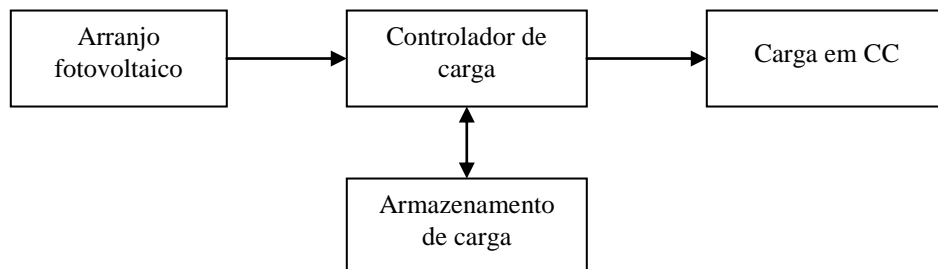 Arranjo
fotovoltaico
Controlador de
carga
Carga em CC
Armazenamento
de carga